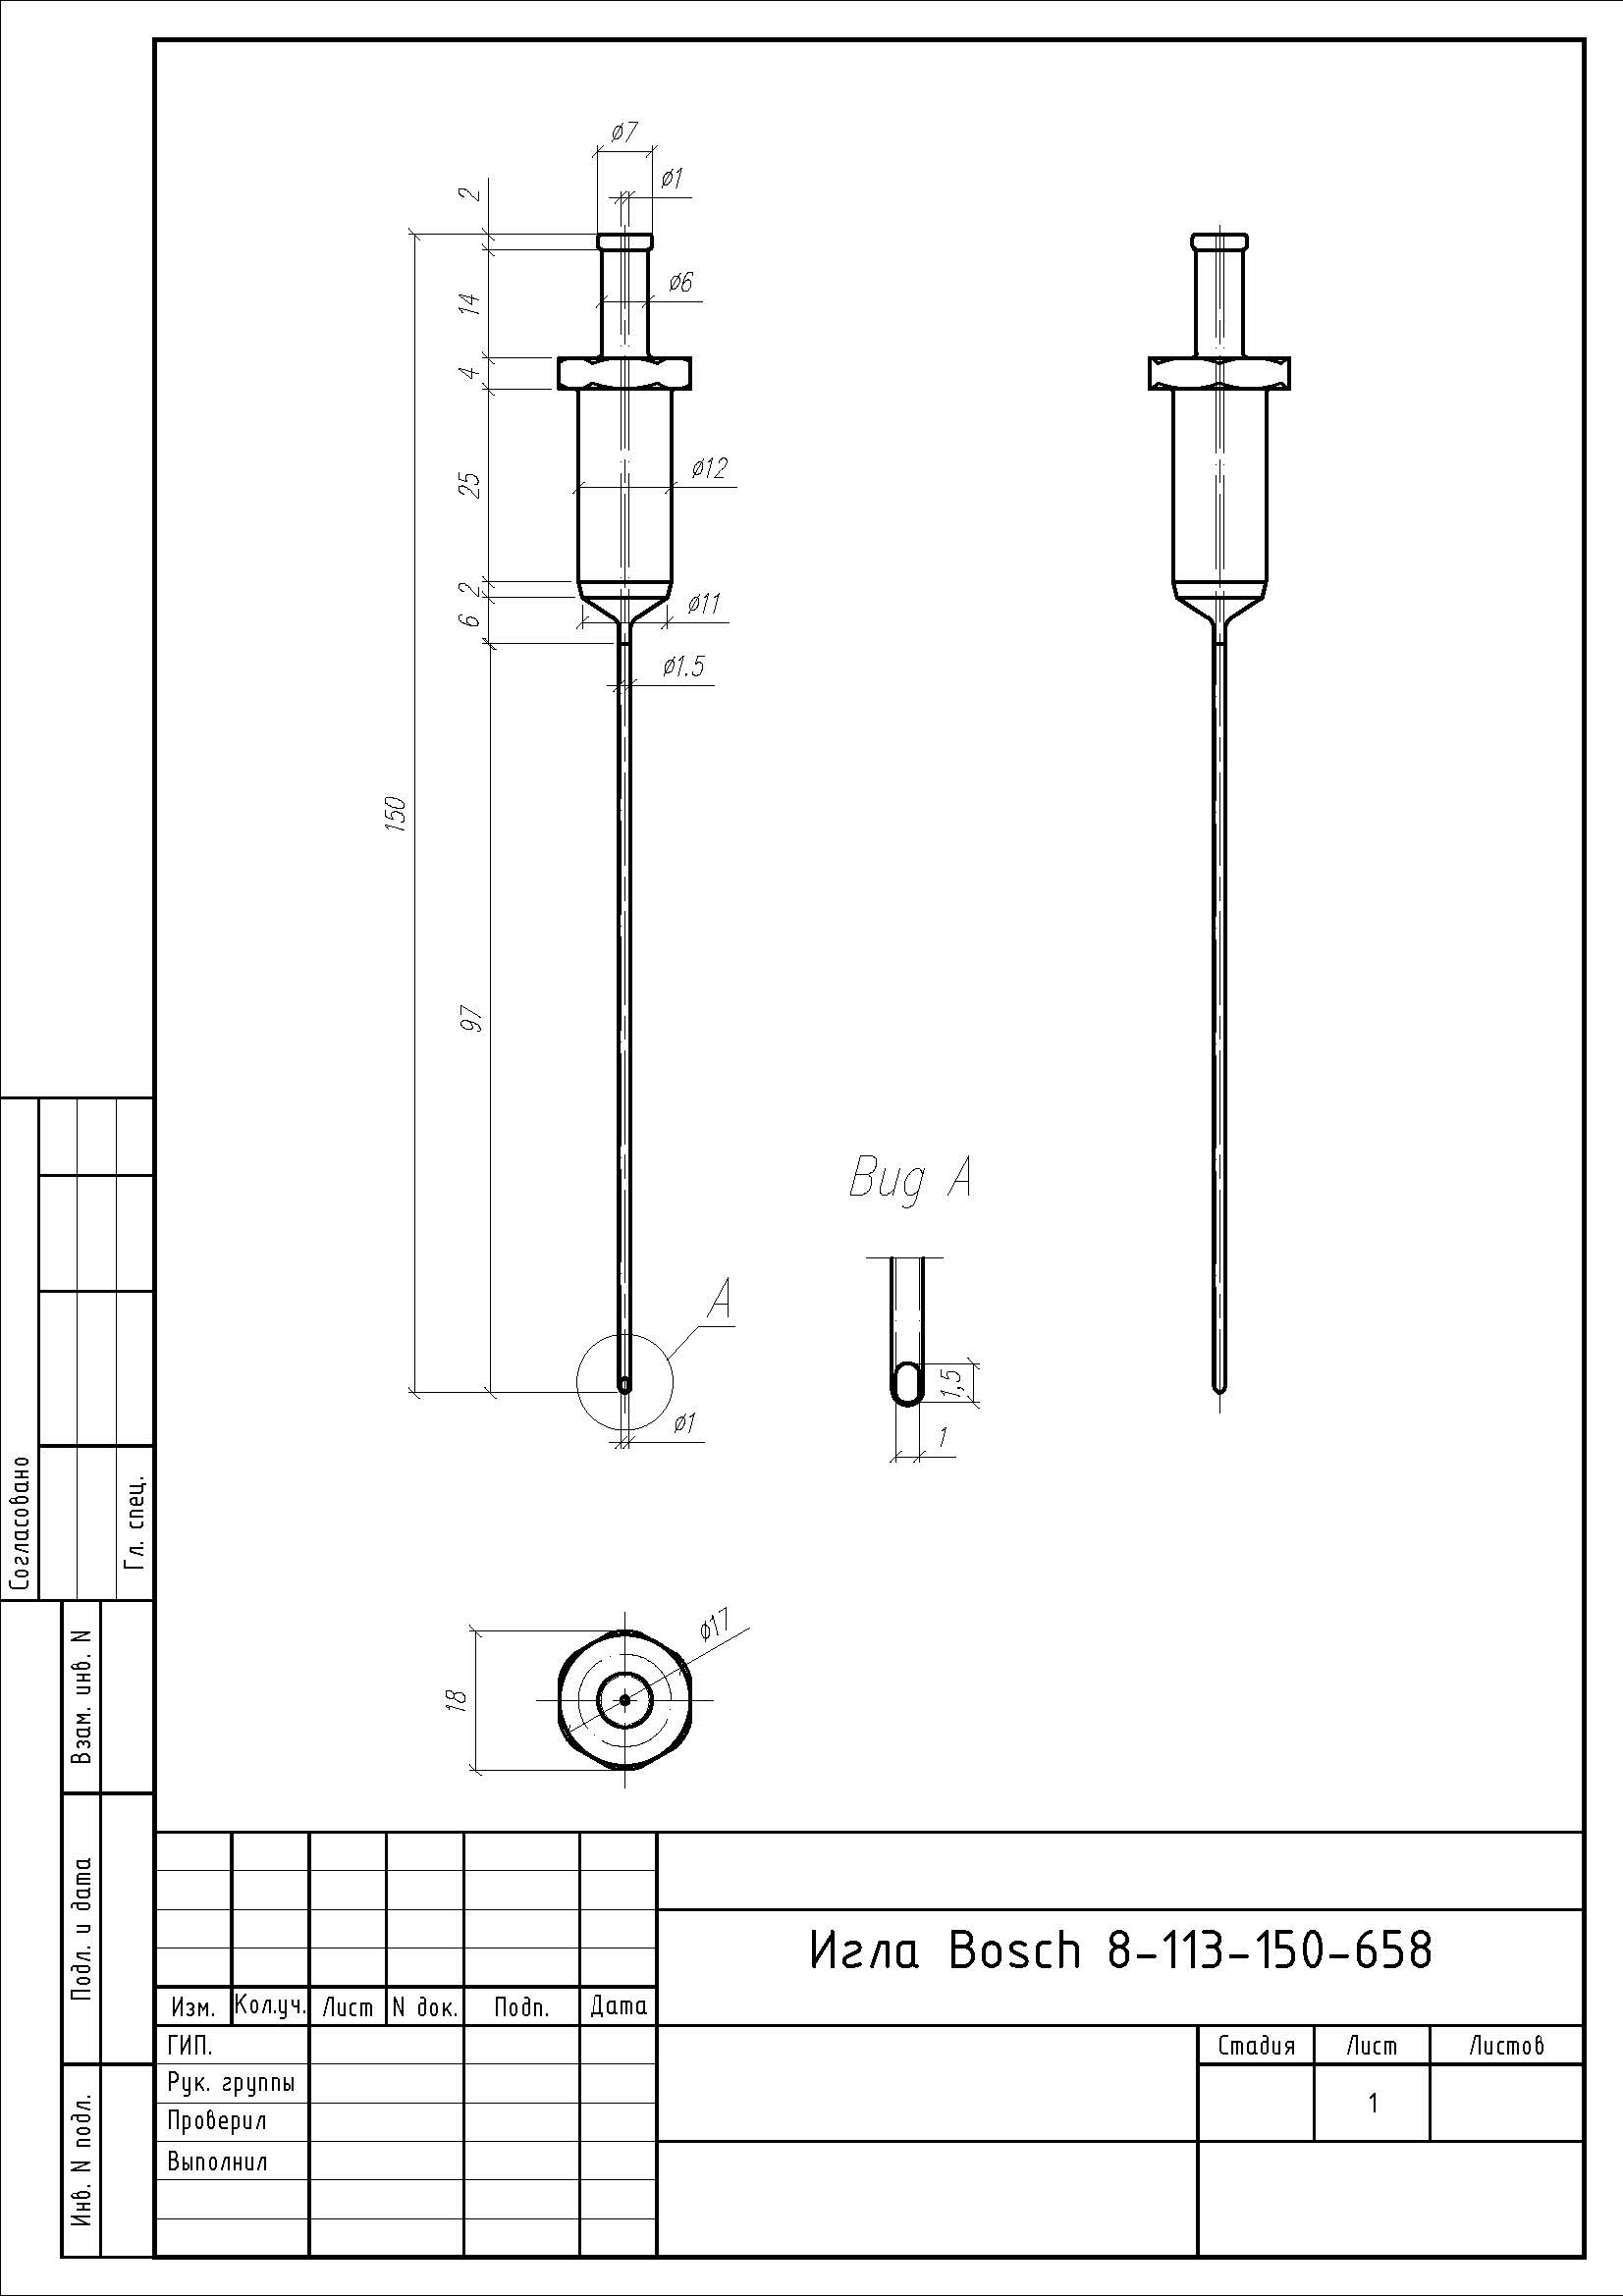 ø7
ø1
2
ø6
14
4
ø12
25
2
ø11
6
ø1.5
150
97
Вид А
А
1,5
ø1
1
ø17
18
Согласовано
Гл. спец.
Взам. инв. N
Подл. и дата
Инв. N подл.
Игла Bosch 8-113-150-658
Изм. Кол.уч. Лист N док. Подп. Дата
ГИП. Стадия Лист Листов
Рук. группы
1
Проверил
Выполнил